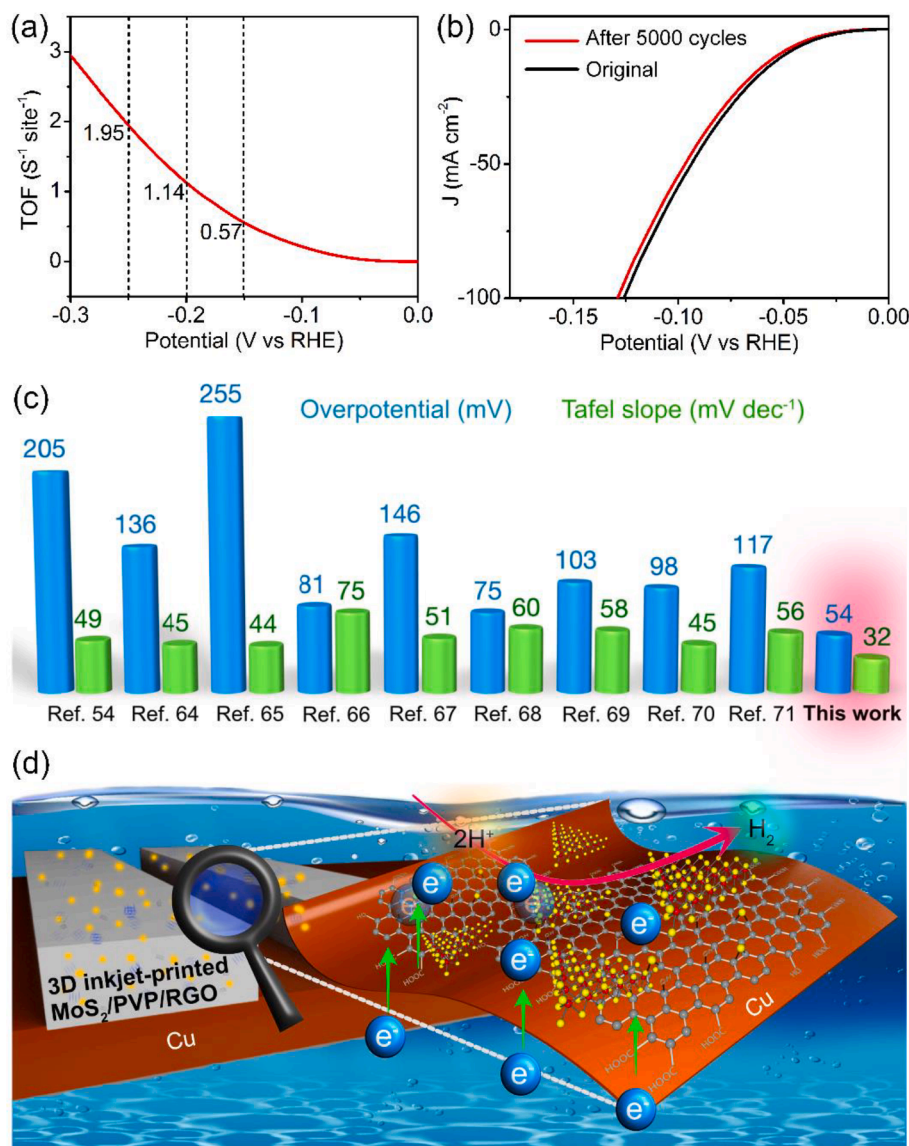 (a)
3
2
1
0
TOF (S⁻¹ site⁻¹)
1.95
1.14
0.57
-0.3
-0.2
-0.1
0.0
Potential (V vs RHE)
(b)
After 5000 cycles
Original
0
-50
-100
J (mA cm⁻²)
-0.15
-0.10
-0.05
0.00
Potential (V vs RHE)
(c)
Overpotential (mV)
Tafel slope (mV dec⁻¹)
205
49
136
45
255
44
81
75
146
51
75
60
103
58
98
45
117
56
54
32
Ref. 54
Ref. 64
Ref. 65
Ref. 66
Ref. 67
Ref. 68
Ref. 69
Ref. 70
Ref. 71
This work
(d)
2H⁺
H₂
e⁻
e⁻
e⁻
e⁻
e⁻
e⁻
e⁻
3D inkjet-printed
MoS₂/PVP/RGO
Cu
Cu
HOOC
HOOC
HOOC
HOOC
HOOC